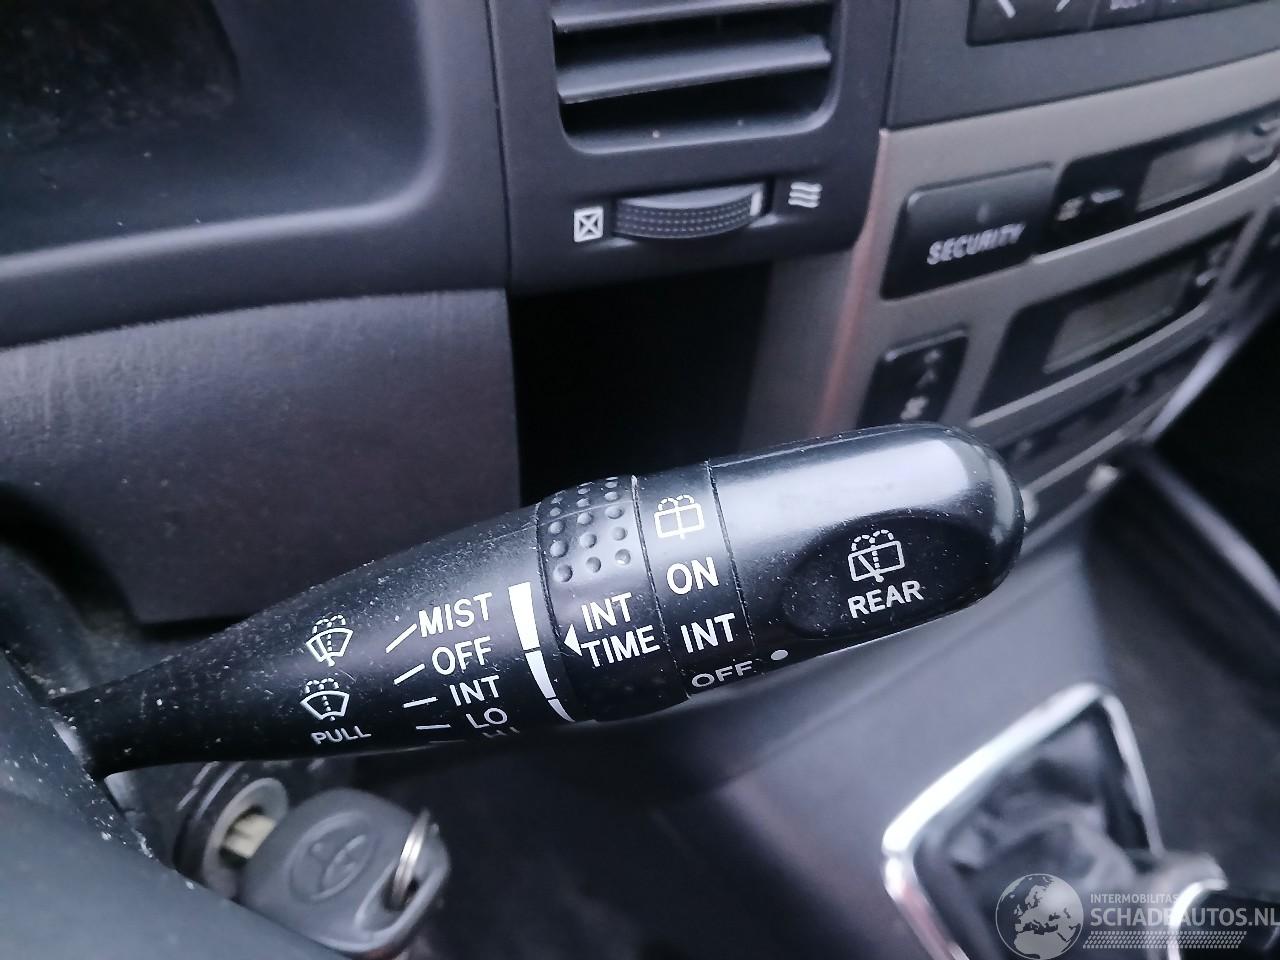 SECURITY
MIST
OFF
INT
LO
PULL
INT
TIME
ON
INT
OFF
REAR
INTERMOBILITAS
SCHADEAUTOS.NL